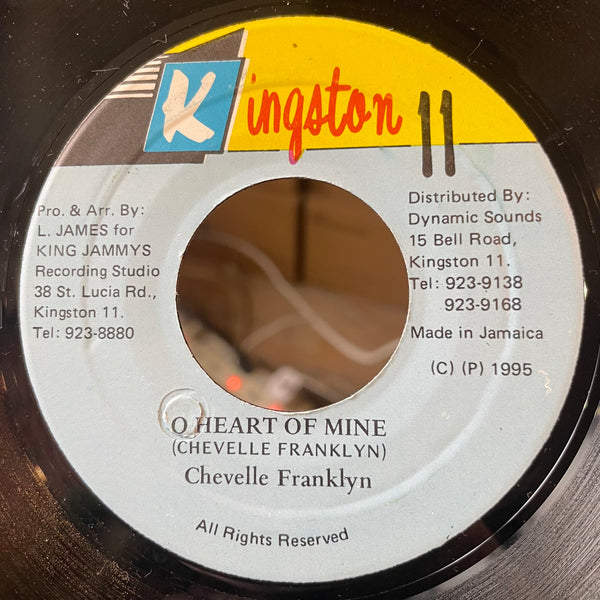 Kingston 11
Pro. & Arr. By:
L. JAMES for
KING JAMMYS
Recording Studio
38 St. Lucia Rd.,
Kingston 11.
Tel: 923-8880
Distributed By:
Dynamic Sounds
15 Bell Road,
Kingston 11.
Tel: 923-9138
923-9168
Made in Jamaica
(C) (P) 1995
O HEART OF MINE
(CHEVELLE FRANKLYN)
Chevelle Franklyn
All Rights Reserved